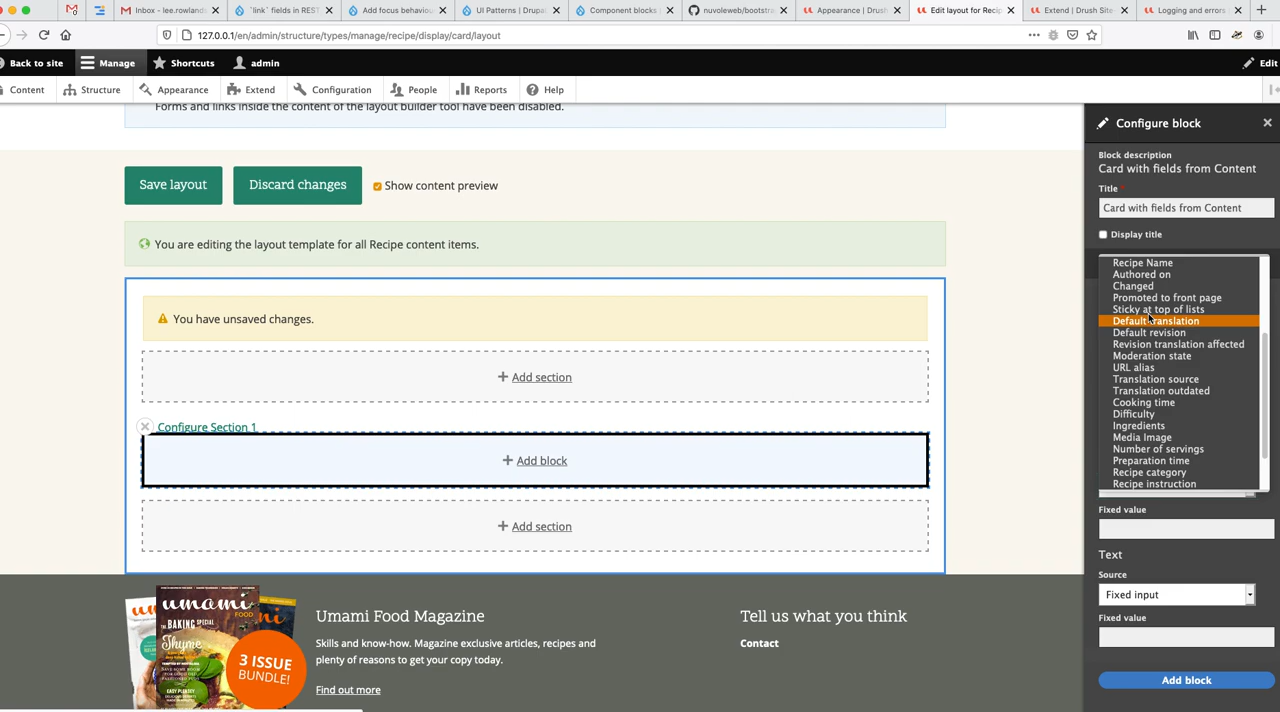 Inbox - lee.rowlan
`link` fields in REST
Add focus behaviou
UI Patterns | Drupal
Component blocks |
nuvoleweb/bootstra
Appearance | Drush
Edit layout for Recip
Extend | Drush Site-
Logging and errors |
127.0.0.1/en/admin/structure/types/manage/recipe/display/card/layout
Back to site
Manage
Shortcuts
admin
Edit
Content
Structure
Appearance
Extend
Configuration
People
Reports
Help
Forms and links inside the content of the layout builder tool have been disabled.
Save layout
Discard changes
Show content preview
You are editing the layout template for all Recipe content items.
You have unsaved changes.
+ Add section
Configure Section 1
+ Add block
+ Add section
umami
FOOD
THE
BAKING SPECIAL
Thyme
3 ISSUE
BUNDLE!
Umami Food Magazine
Skills and know-how. Magazine exclusive articles, recipes and
plenty of reasons to get your copy today.
Find out more
Tell us what you think
Contact
Configure block
Block description
Card with fields from Content
Title *
Card with fields from Content
Display title
Recipe Name
Authored on
Changed
Promoted to front page
Sticky at top of lists
Default translation
Default revision
Revision translation affected
Moderation state
URL alias
Translation source
Translation outdated
Cooking time
Difficulty
Ingredients
Media Image
Number of servings
Preparation time
Recipe category
Recipe instruction
Fixed value
Text
Source
Fixed input
Fixed value
Add block